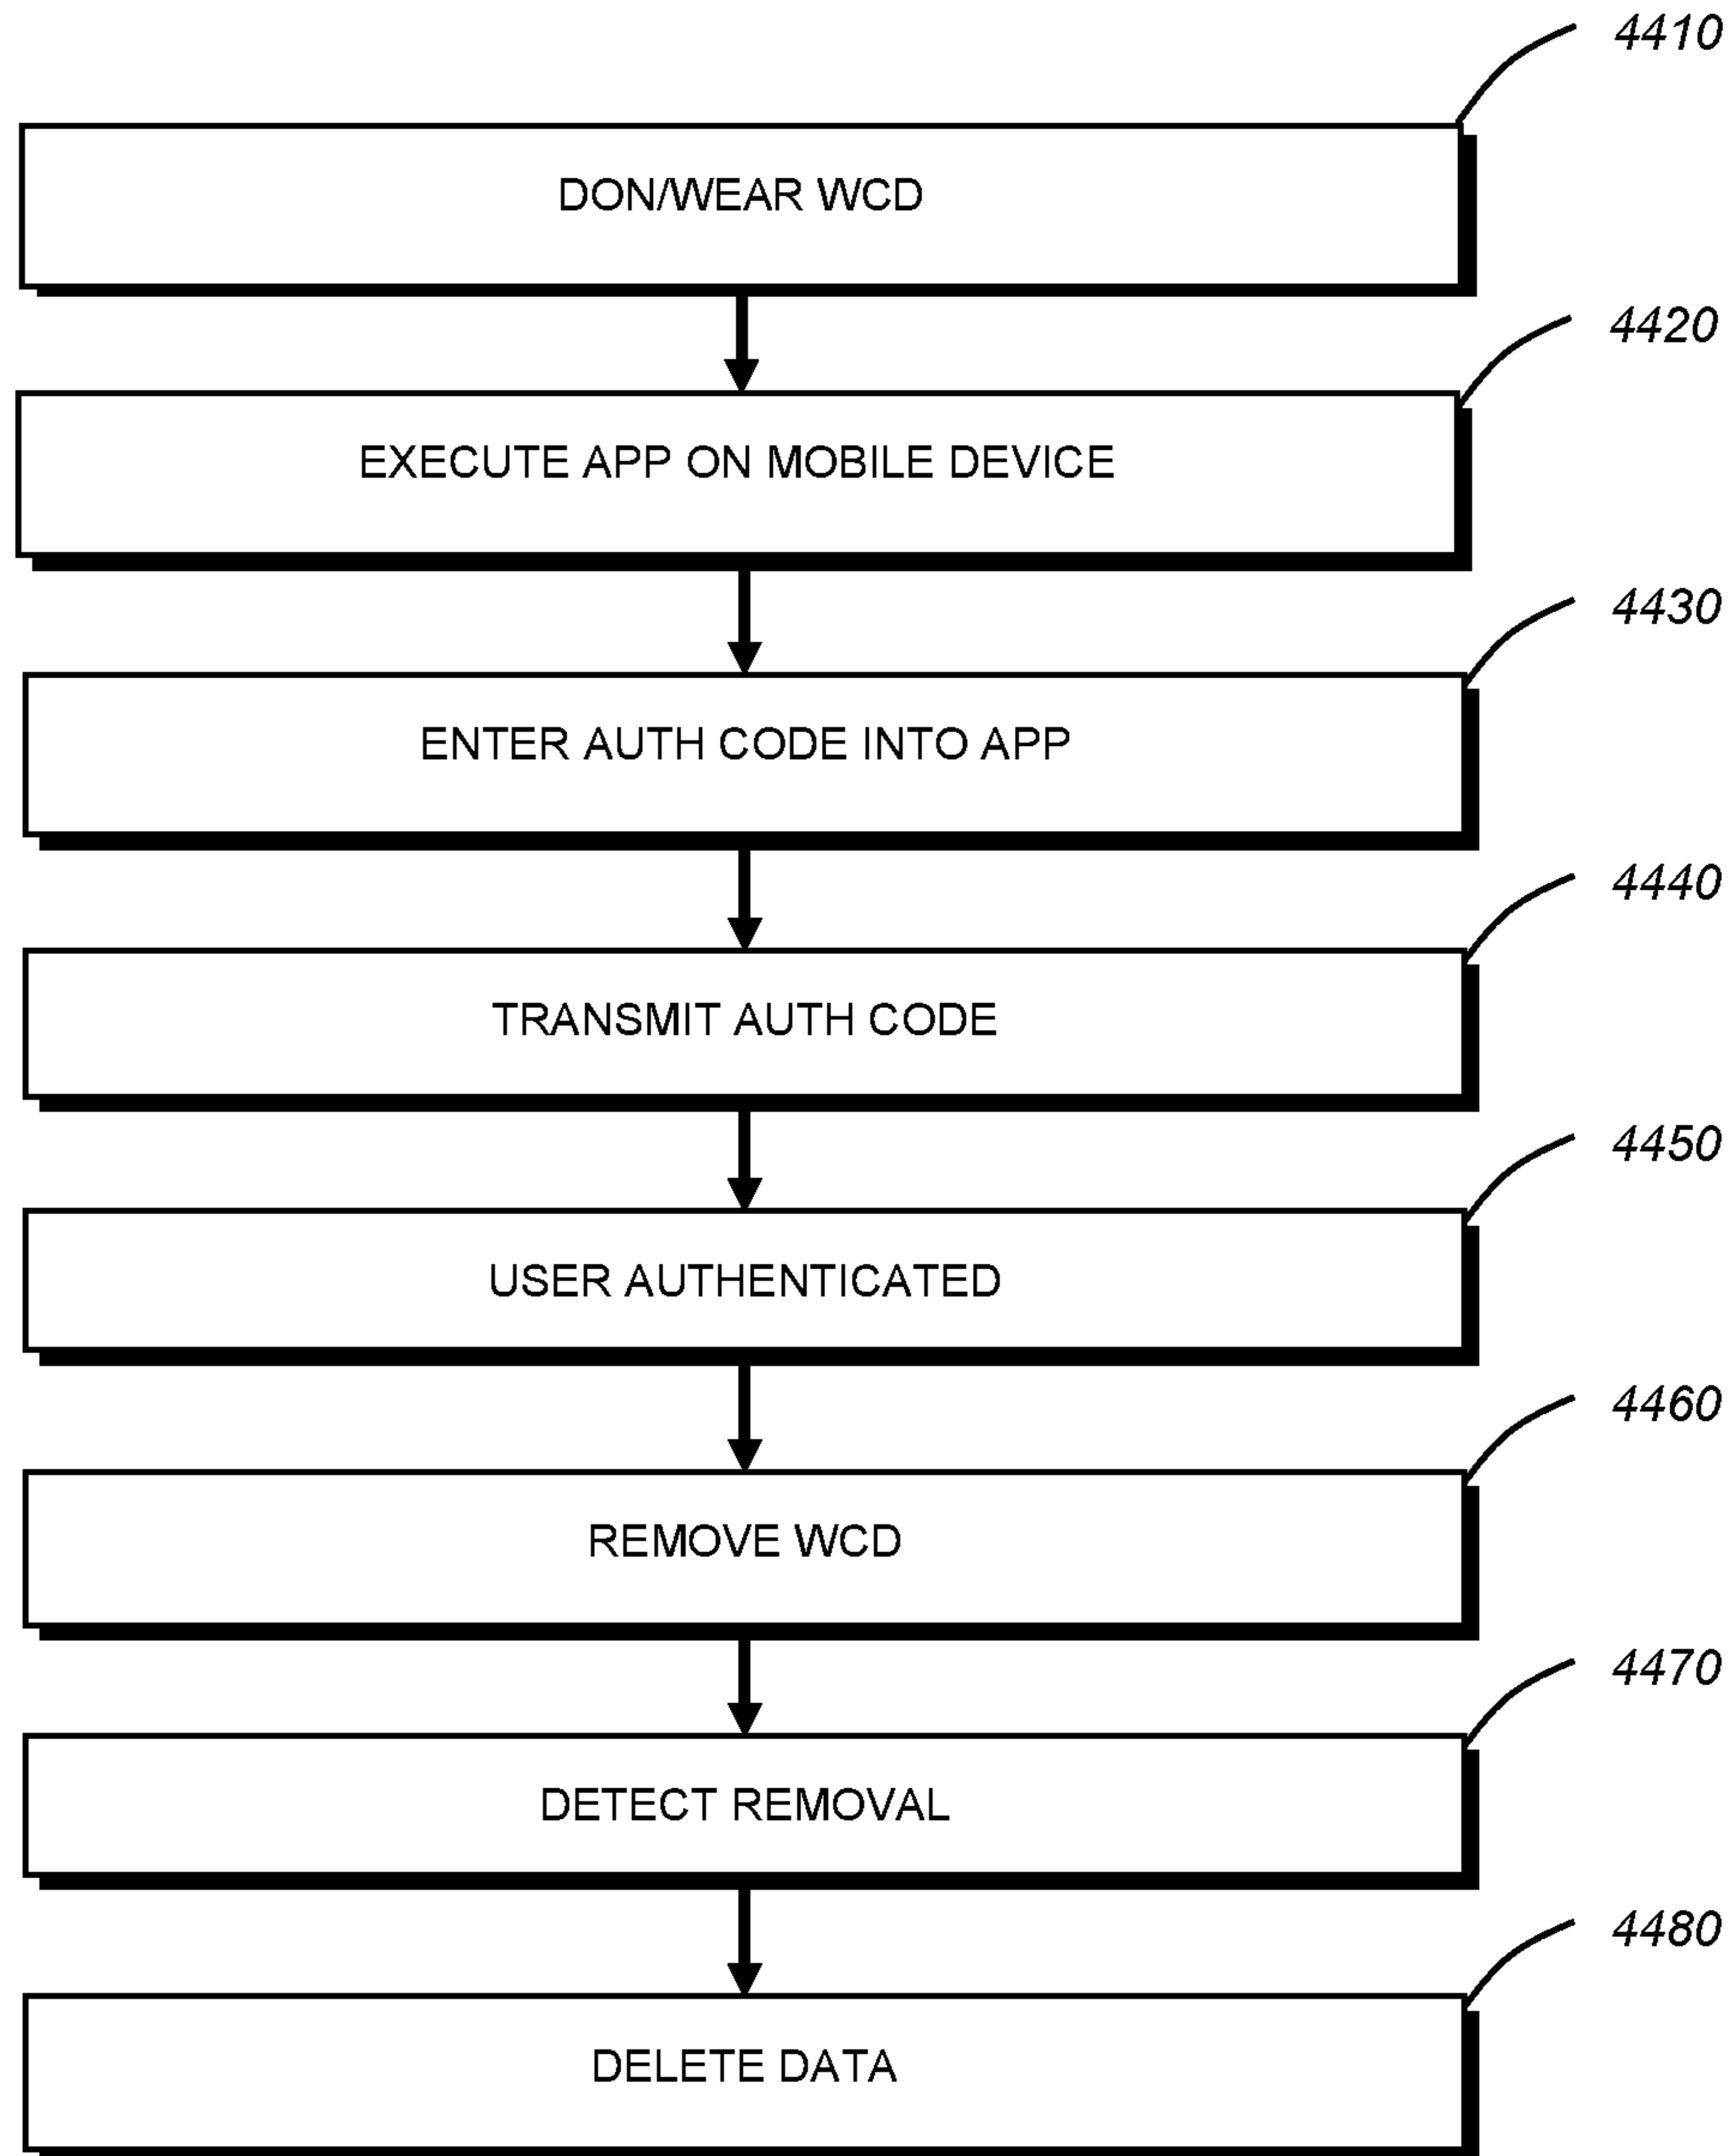 4410
DON/WEAR WCD
4420
EXECUTE APP ON MOBILE DEVICE
4430
ENTER AUTH CODE INTO APP
4440
TRANSMIT AUTH CODE
4450
USER AUTHENTICATED
4460
REMOVE WCD
4470
DETECT REMOVAL
4480
DELETE DATA